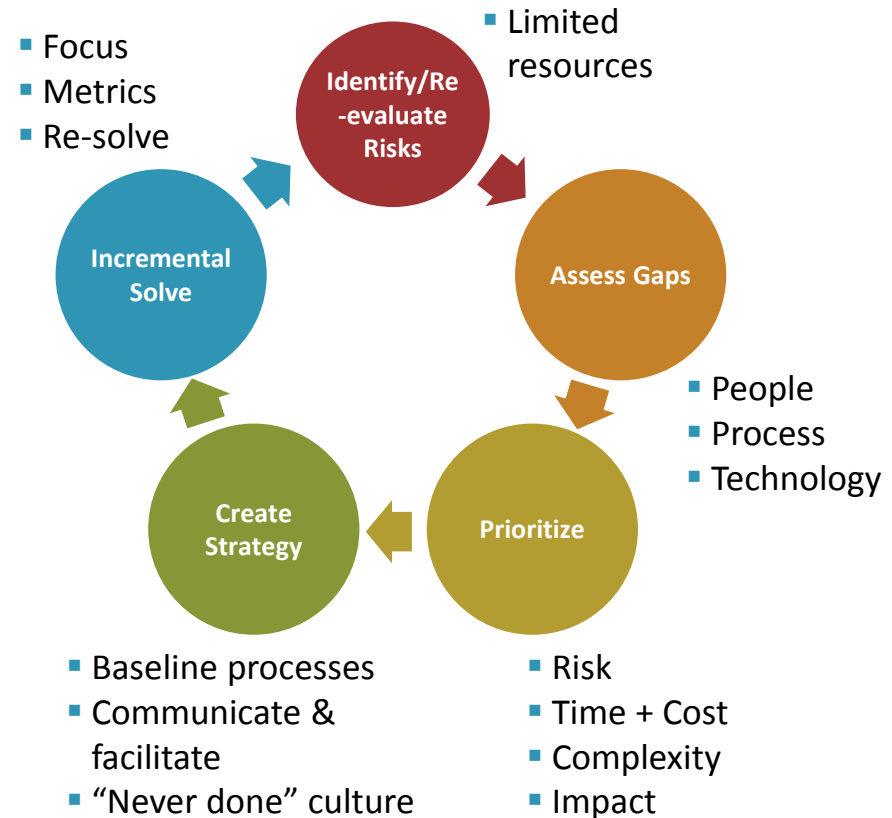 Focus
Metrics
Re-solve
Limited
resources
Identify/Re
-evaluate
Risks
Incremental
Solve
Assess Gaps
People
Process
Technology
Create
Strategy
Prioritize
Baseline processes
Communicate &
facilitate
“Never done” culture
Risk
Time + Cost
Complexity
Impact